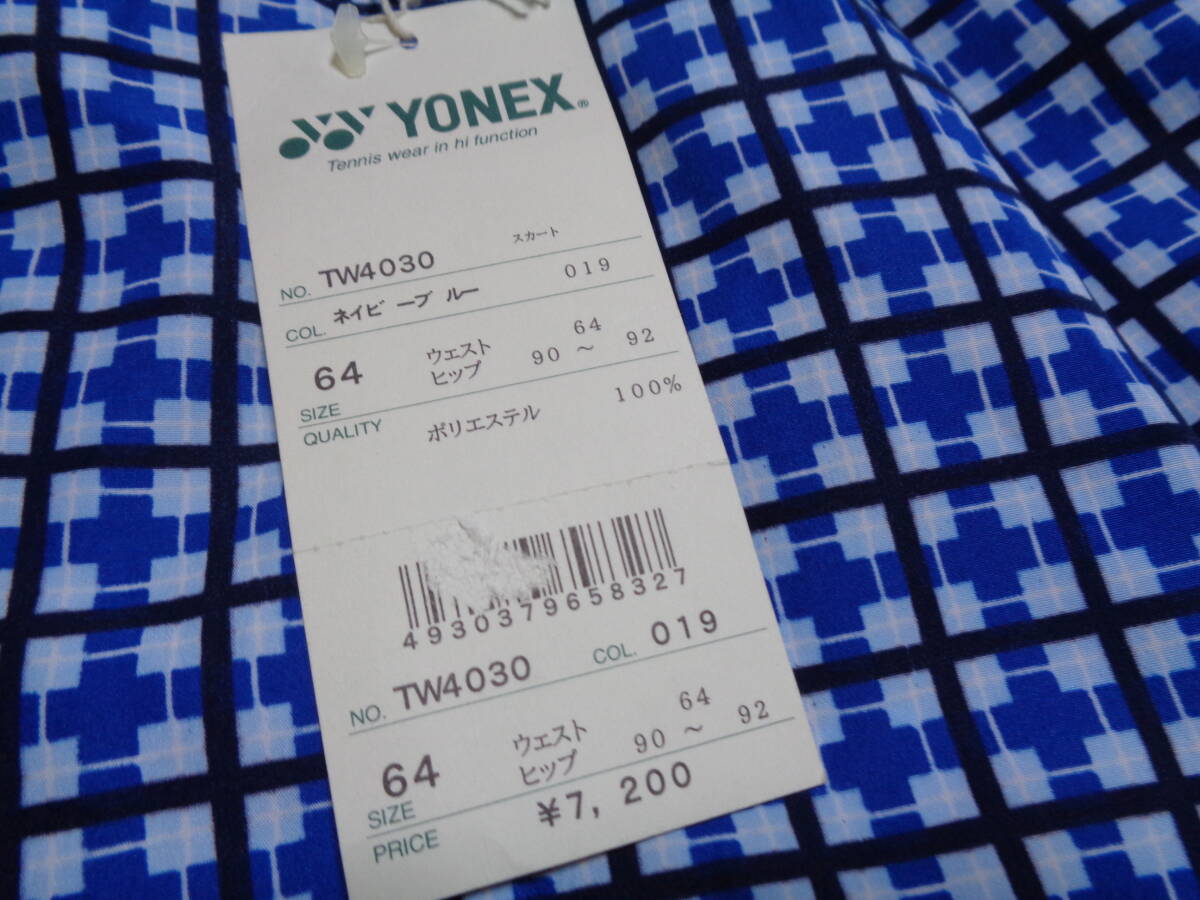 YONEX®
Tennis wear in hi function
NO. TW4030 スカート
COL. ネイビーブルー 019
SIZE 64 ウェスト 64
ヒップ 90 ～ 92
QUALITY ポリエステル 100%
4930379658327
NO. TW4030 COL. 019
SIZE 64 ウェスト 64
ヒップ 90 ～ 92
PRICE ¥7,200